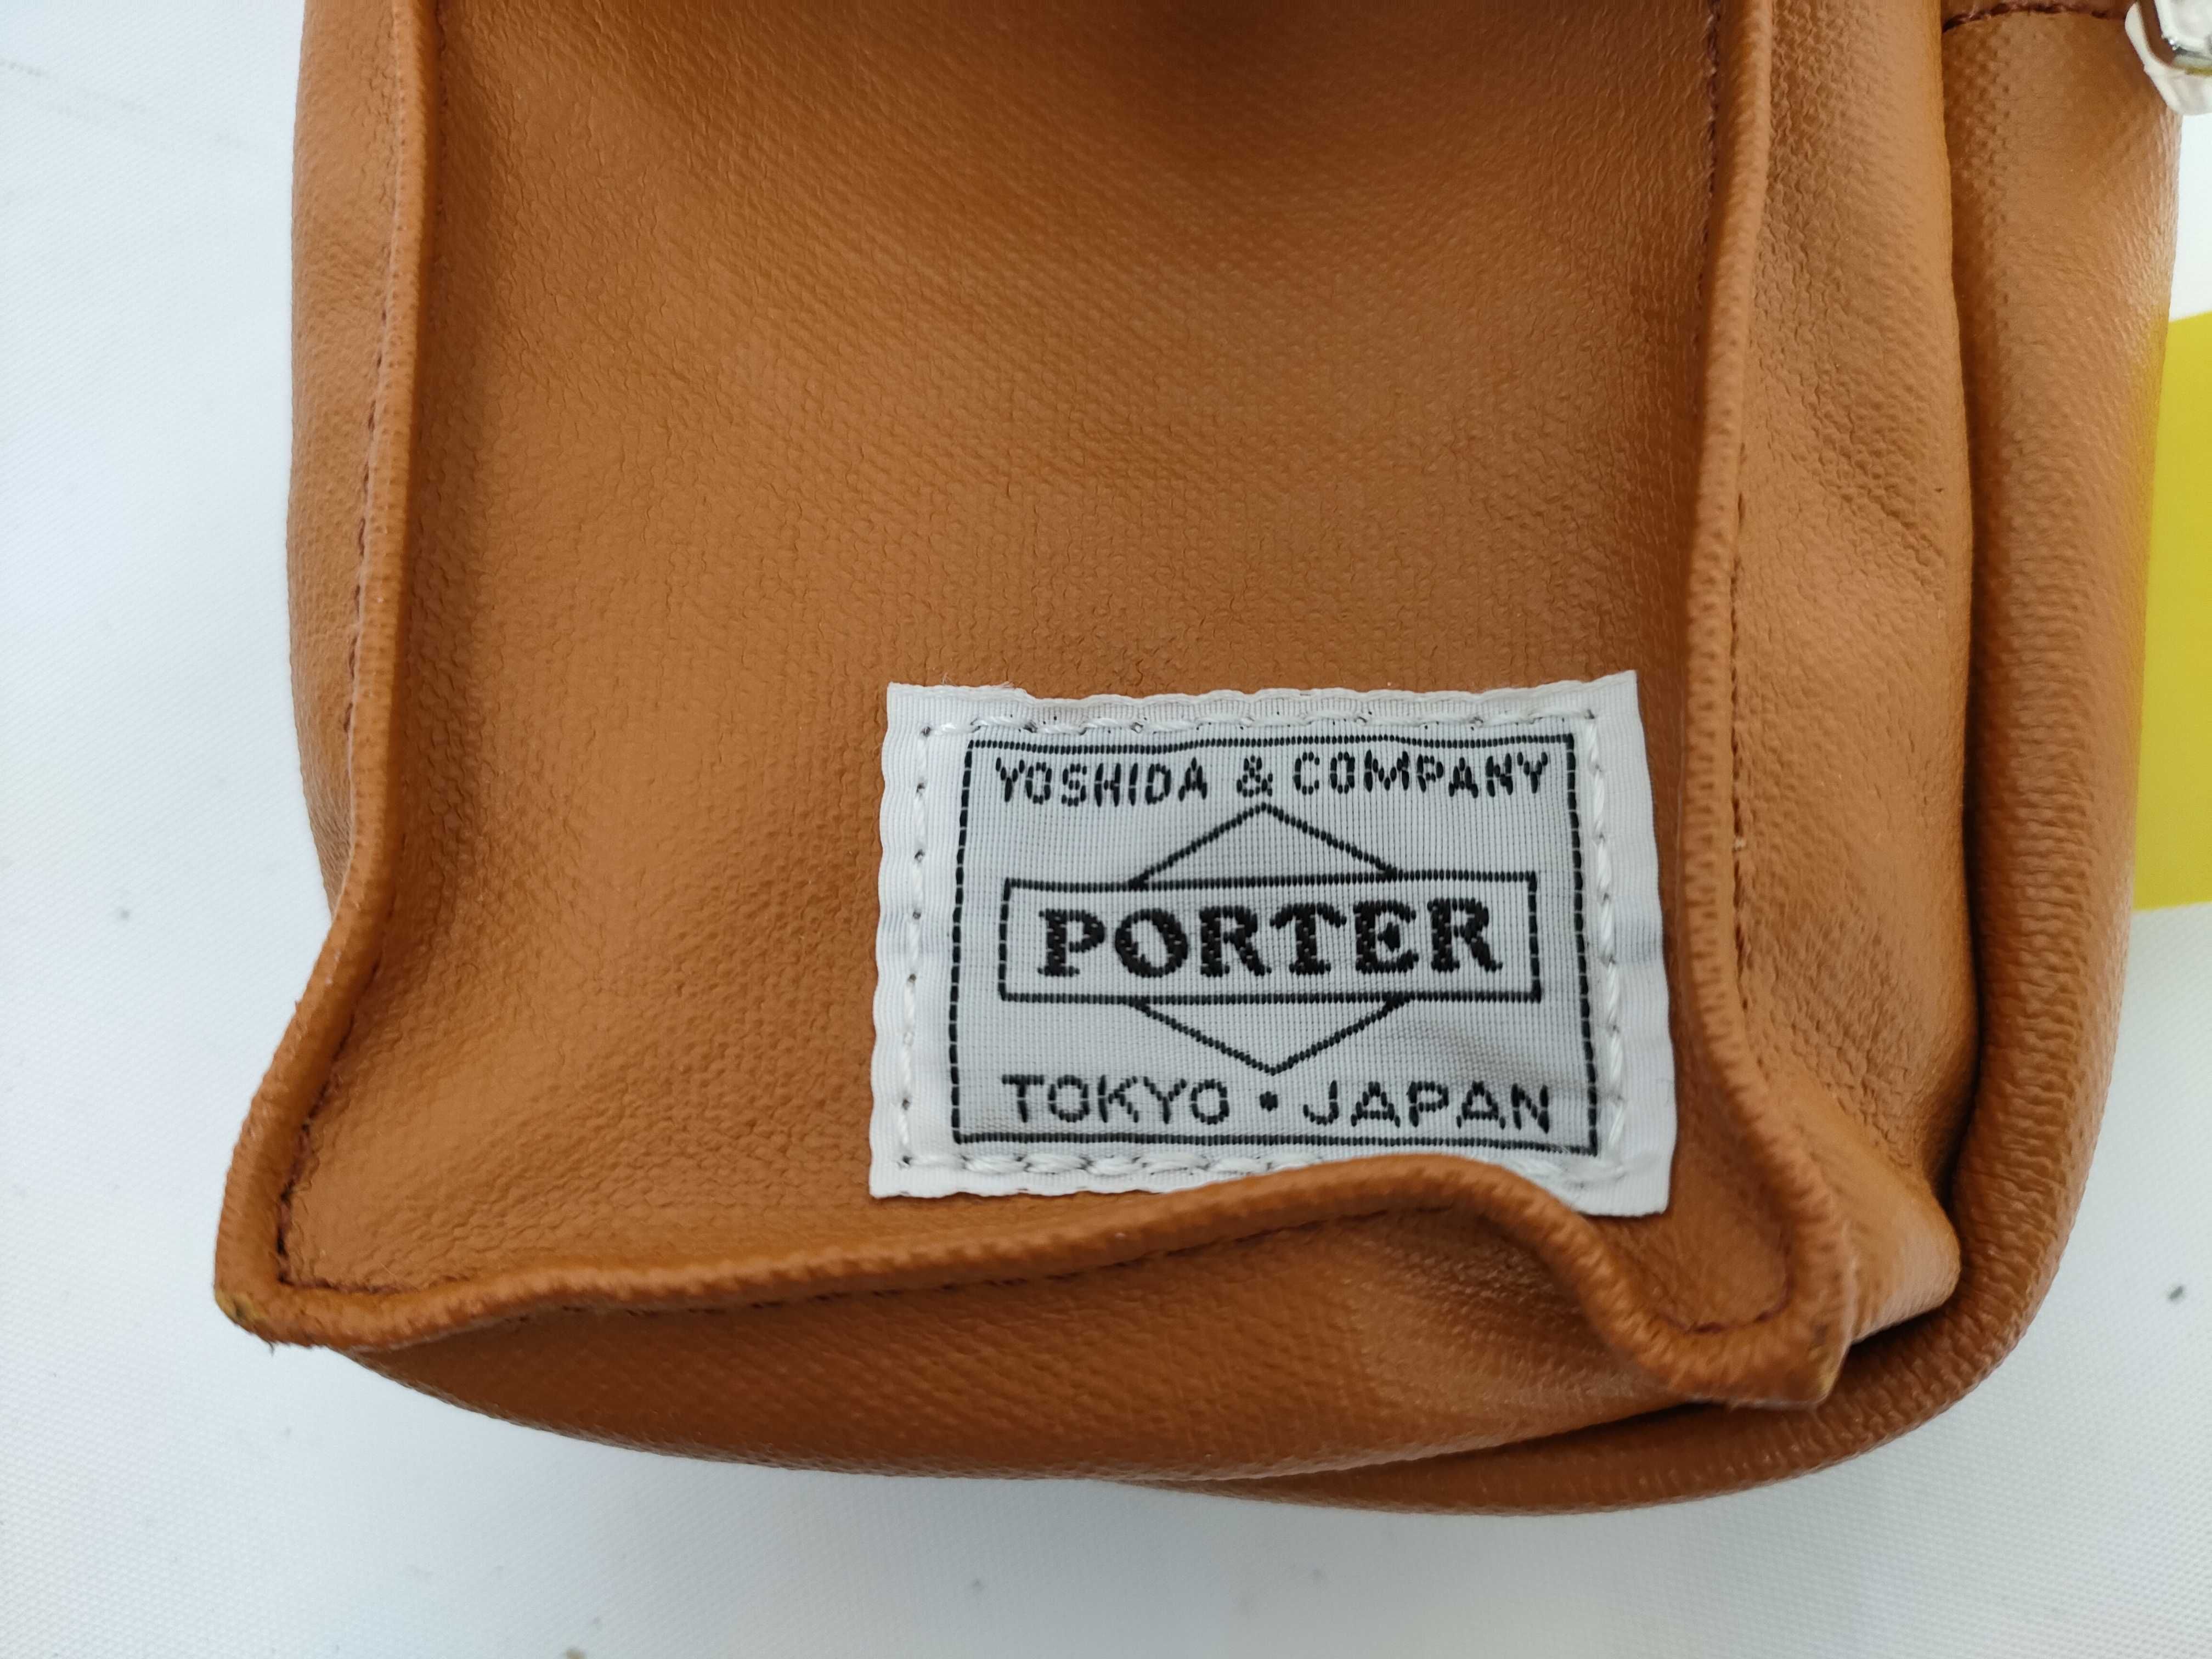 YOSHIDA & COMPANY
PORTER
TOKYO • JAPAN